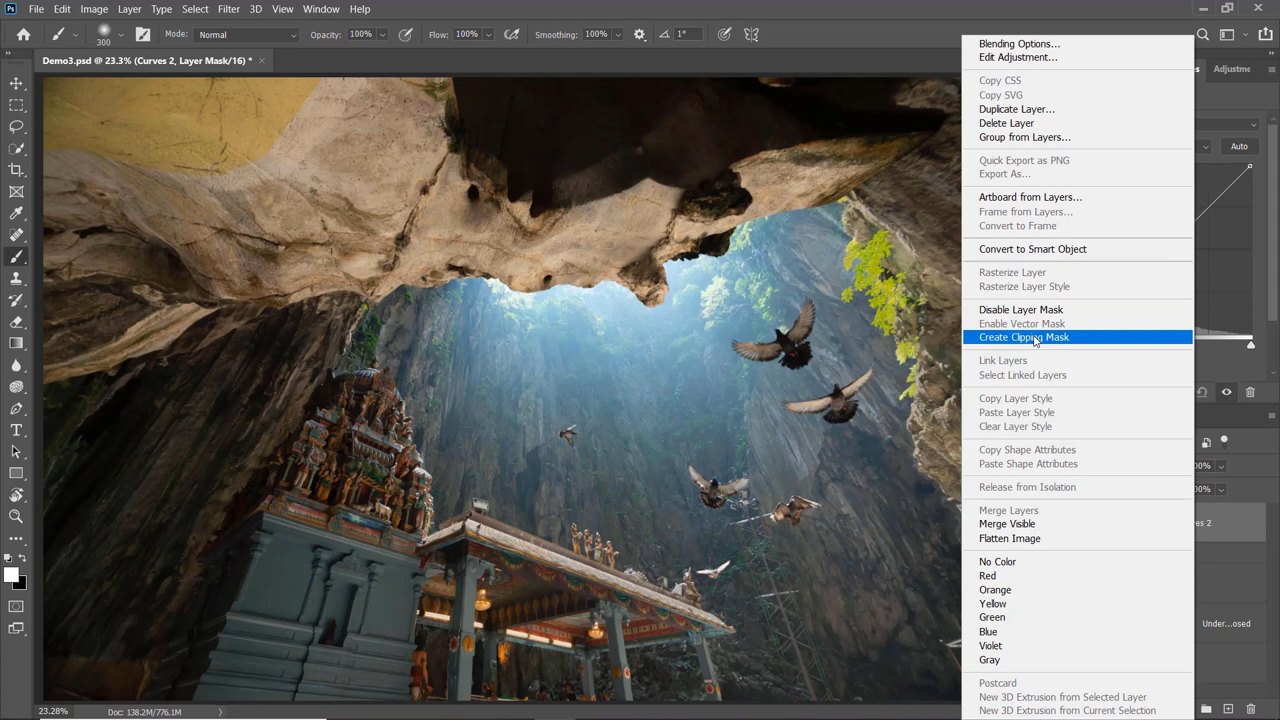 Ps File Edit Image Layer Type Select Filter 3D View Window Help
300 Mode: Normal Opacity: 100% Flow: 100% Smoothing: 100% 1°
Demo3.psd @ 23.3% (Curves 2, Layer Mask/16) *
Adjustme
Auto
Blending Options...
Edit Adjustment...
Copy CSS
Copy SVG
Duplicate Layer...
Delete Layer
Group from Layers...
Quick Export as PNG
Export As...
Artboard from Layers...
Frame from Layers...
Convert to Frame
Convert to Smart Object
Rasterize Layer
Rasterize Layer Style
Disable Layer Mask
Enable Vector Mask
Create Clipping Mask
Link Layers
Select Linked Layers
Copy Layer Style
Paste Layer Style
Clear Layer Style
Copy Shape Attributes
Paste Shape Attributes
Release from Isolation
Merge Layers
Merge Visible
Flatten Image
No Color
Red
Orange
Yellow
Green
Blue
Violet
Gray
Postcard
New 3D Extrusion from Selected Layer
New 3D Extrusion from Current Selection
00%
00%
es 2
Under...osed
23.28% Doc: 138.2M/776.1M